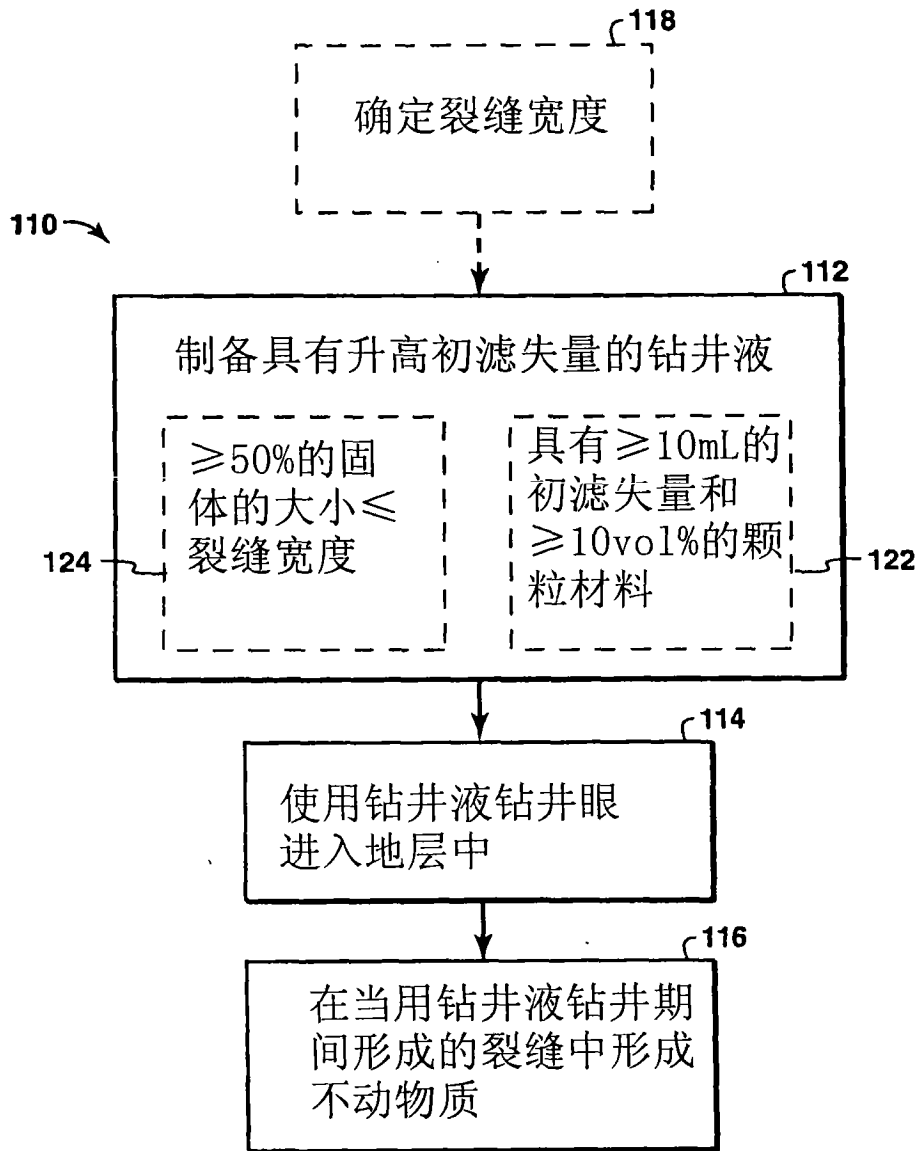 118
确定裂缝宽度
110
112
制备具有升高初滤失量的钻井液
≥50%的固
体的大小≤
裂缝宽度
124
具有≥10mL的
初滤失量和
≥10vol%的颗
粒材料
122
114
使用钻井液钻井眼
进入地层中
116
在当用钻井液钻井期
间形成的裂缝中形成
不动物质